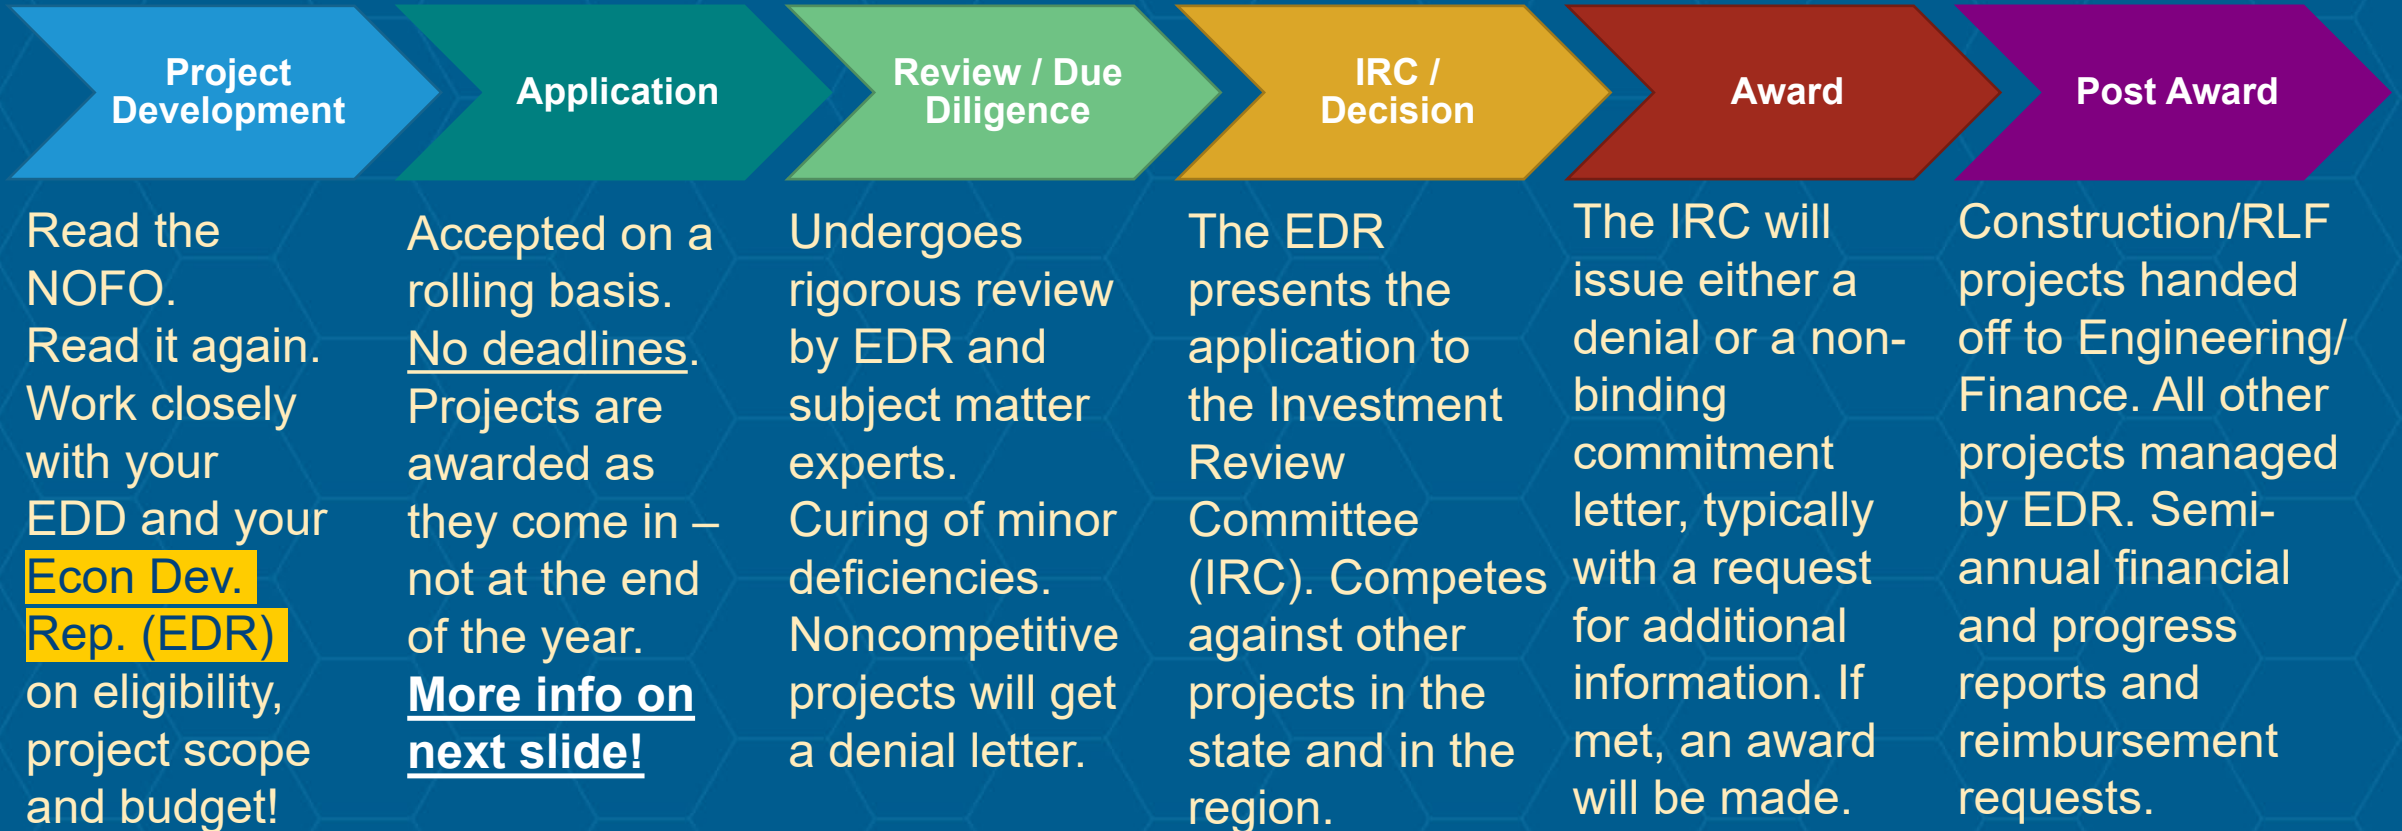 Project
Development
Application
Review / Due
Diligence
IRC /
Decision
Award
Post Award
Read the
NOFO.
Read it again.
Work closely
with your
EDD and your
Econ Dev.
Rep. (EDR)
on eligibility,
project scope
and budget!
Accepted on a
rolling basis.
No deadlines.
Projects are
awarded as
they come in –
not at the end
of the year.
More info on
next slide!
Undergoes
rigorous review
by EDR and
subject matter
experts.
Curing of minor
deficiencies.
Noncompetitive
projects will get
a denial letter.
The EDR
presents the
application to
the Investment
Review
Committee
(IRC). Competes
against other
projects in the
state and in the
region.
The IRC will
issue either a
denial or a non-
binding
commitment
letter, typically
with a request
for additional
information. If
met, an award
will be made.
Construction/RLF
projects handed
off to Engineering/
Finance. All other
projects managed
by EDR. Semi-
annual financial
and progress
reports and
reimbursement
requests.